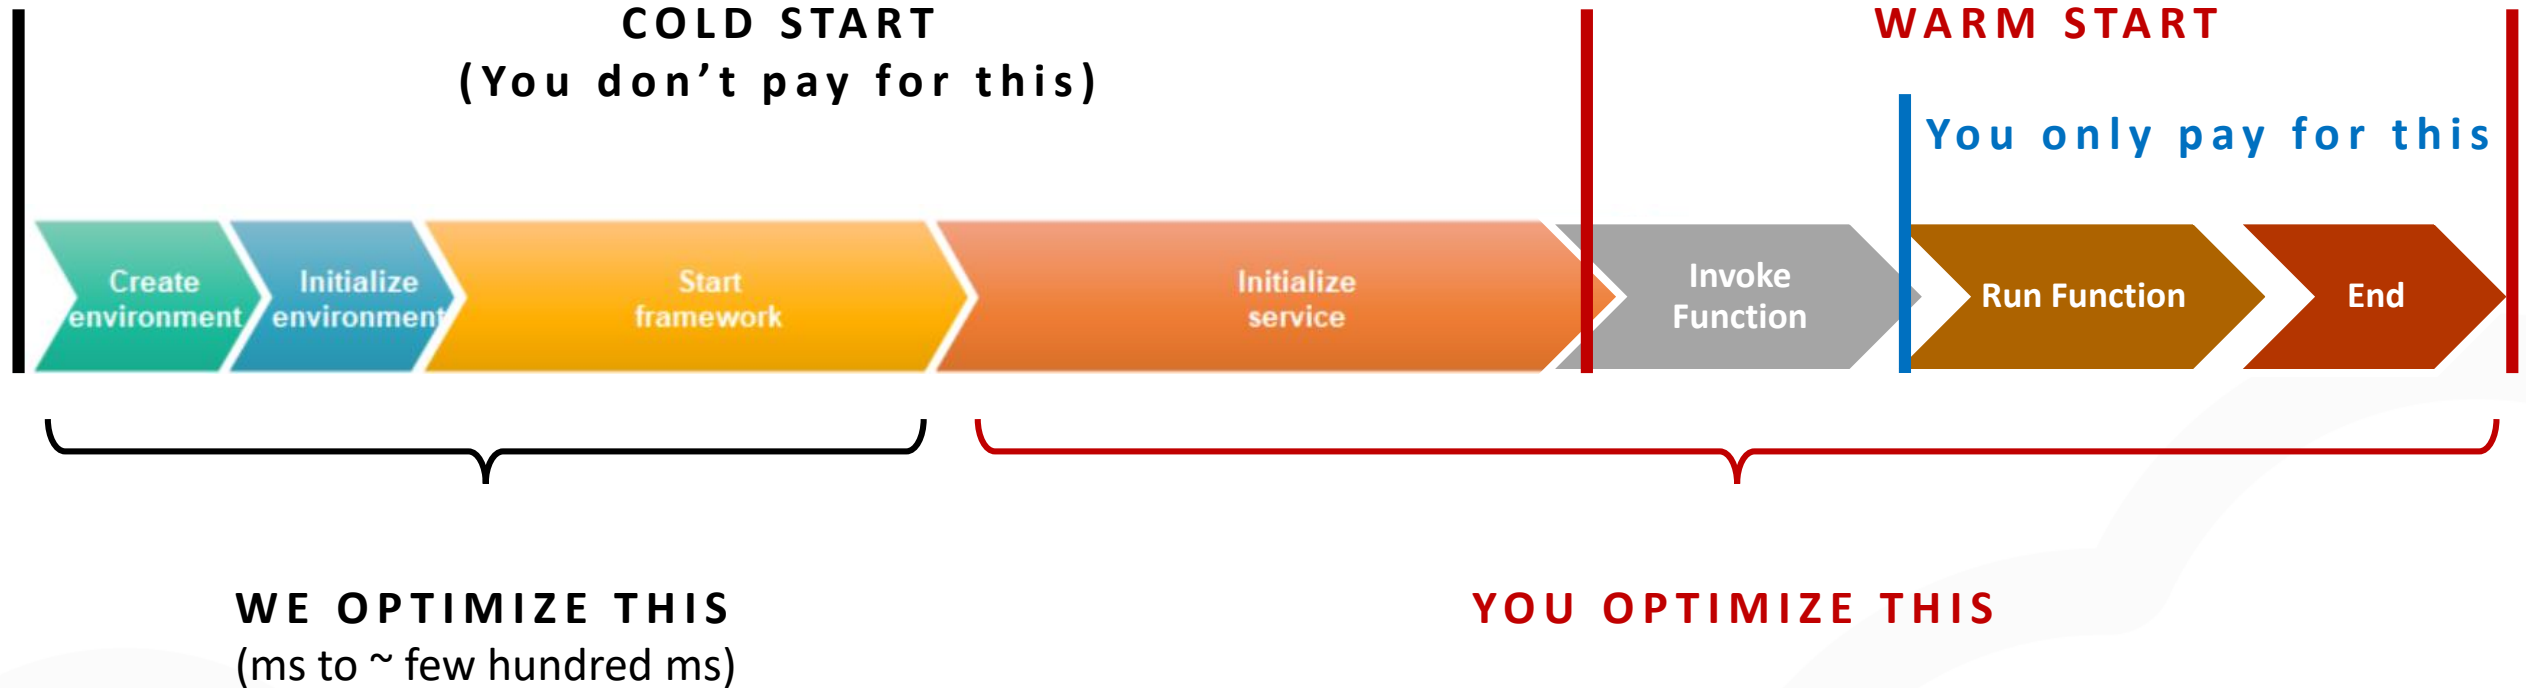 COLD START
(You don’t pay for this)
WARM START
You only pay for this
Create
environment
Initialize
environment
Start
framework
Initialize
service
Invoke
Function
Run Function
End
WE OPTIMIZE THIS
(ms to ~ few hundred ms)
YOU OPTIMIZE THIS